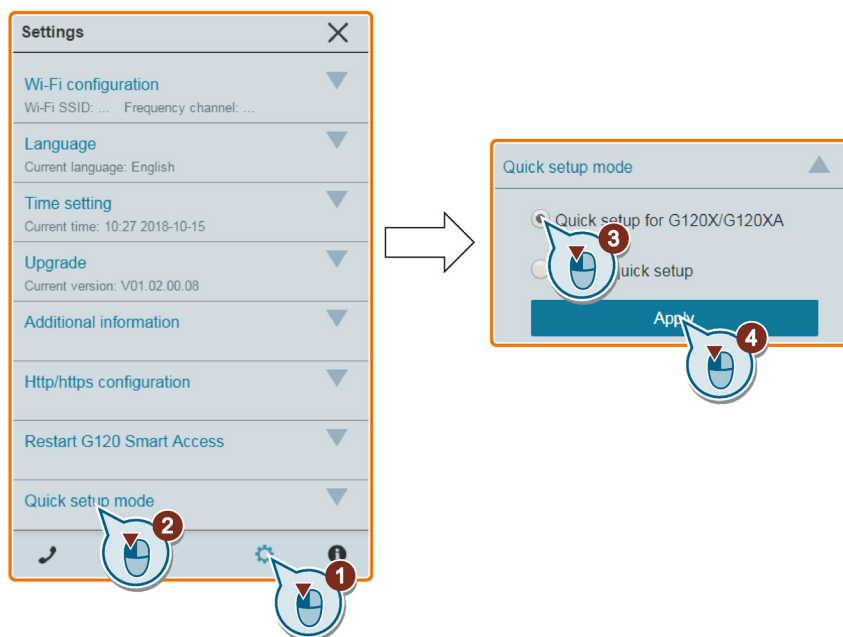 Settings
Wi-Fi configuration
Wi-Fi SSID: ... Frequency channel: ...
Language
Current language: English
Time setting
Current time: 10:27 2018-10-15
Upgrade
Current version: V01.02.00.08
Additional information
Http/https configuration
Restart G120 Smart Access
Quick setup mode
2
1
Quick setup mode
Quick setup for G120X/G120XA
3
quick setup
Apply
4